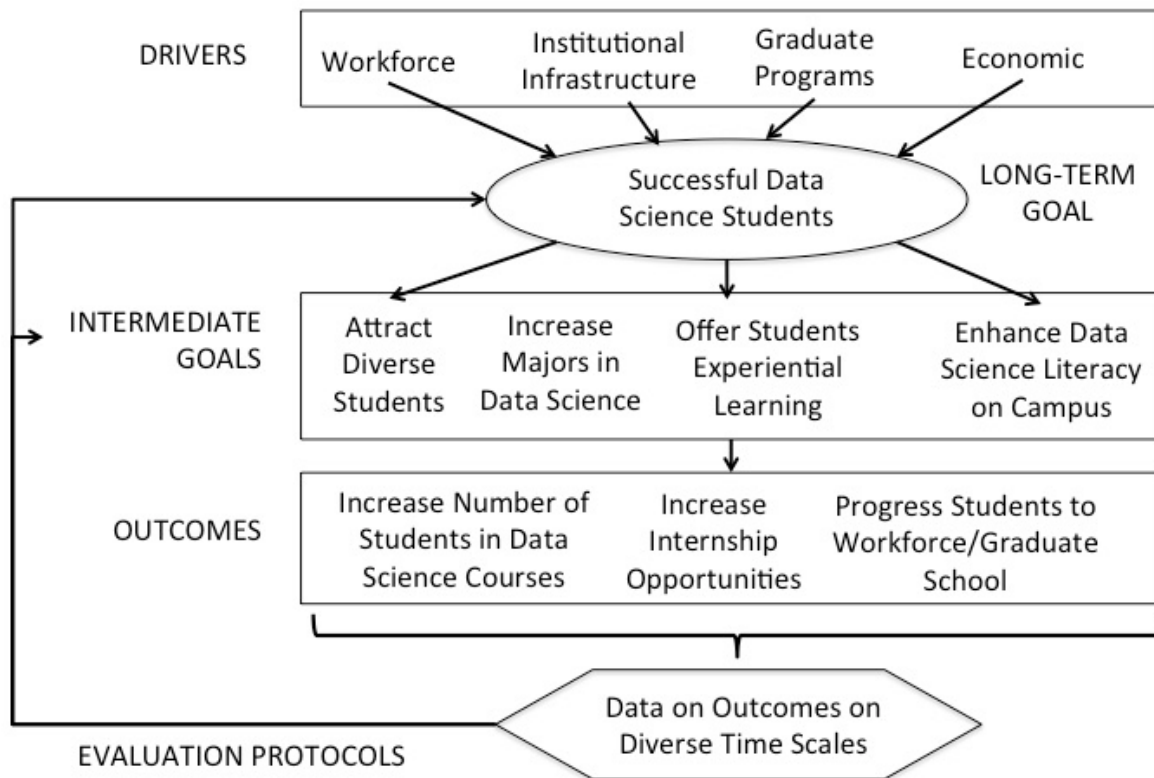 DRIVERS
Workforce
Institutional
Infrastructure
Graduate
Programs
Economic
Successful Data
Science Students
LONG-TERM
GOAL
INTERMEDIATE
GOALS
Attract
Diverse
Students
Increase
Majors in
Data Science
Offer Students
Experiential
Learning
Enhance Data
Science Literacy
on Campus
OUTCOMES
Increase Number of
Students in Data
Science Courses
Increase
Internship
Opportunities
Progress Students to
Workforce/Graduate
School
Data on Outcomes on
Diverse Time Scales
EVALUATION PROTOCOLS